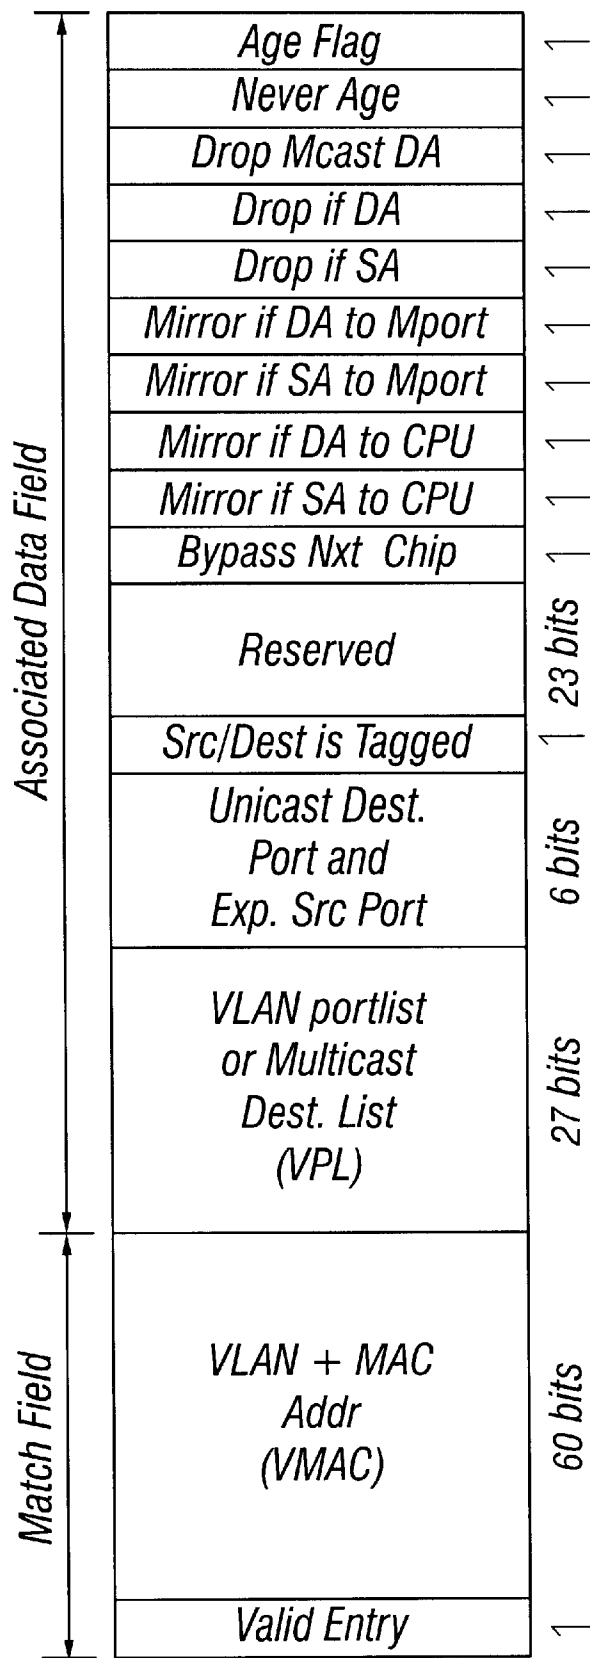 Age Flag 1
Never Age 1
Drop Mcast DA 1
Drop if DA 1
Drop if SA 1
Mirror if DA to Mport 1
Mirror if SA to Mport 1
Mirror if DA to CPU 1
Mirror if SA to CPU 1
Bypass Nxt Chip 1
Reserved 23 bits
Src/Dest is Tagged 1
Unicast Dest.
Port and
Exp. Src Port
6 bits
VLAN portlist
or Multicast
Dest. List
(VPL)
27 bits
Associated Data Field
VLAN + MAC
Addr
(VMAC)
60 bits
Valid Entry 1
Match Field